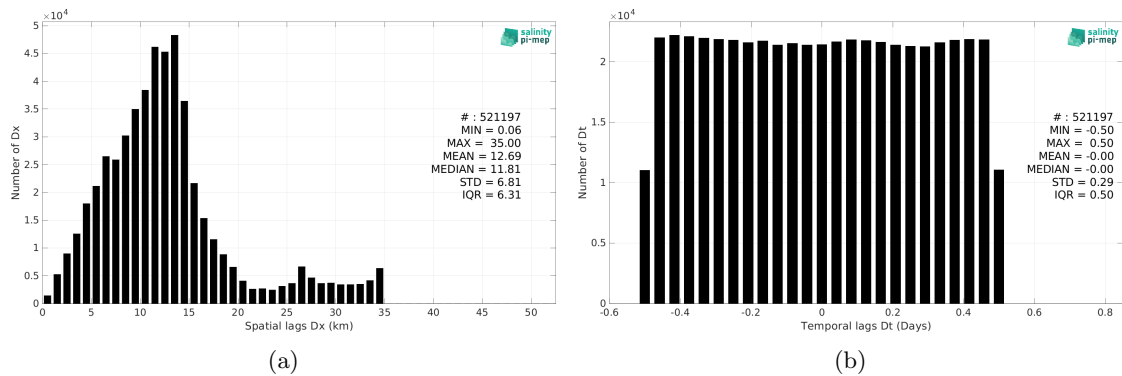 ×10⁴
5
4.5
4
3.5
3
2.5
2
1.5
1
0.5
0
Number of Dx
0 5 10 15 20 25 30 35 40 45 50
Spatial lags Dx (km)
salinity
pi-mep
# : 521197
MIN = 0.06
MAX = 35.00
MEAN = 12.69
MEDIAN = 11.81
STD = 6.81
IQR = 6.31
(a)
×10⁴
2
1.5
1
0.5
0
Number of Dt
-0.6 -0.4 -0.2 0 0.2 0.4 0.6 0.8
Temporal lags Dt (Days)
salinity
pi-mep
# : 521197
MIN = -0.50
MAX = 0.50
MEAN = -0.00
MEDIAN = -0.00
STD = 0.29
IQR = 0.50
(b)